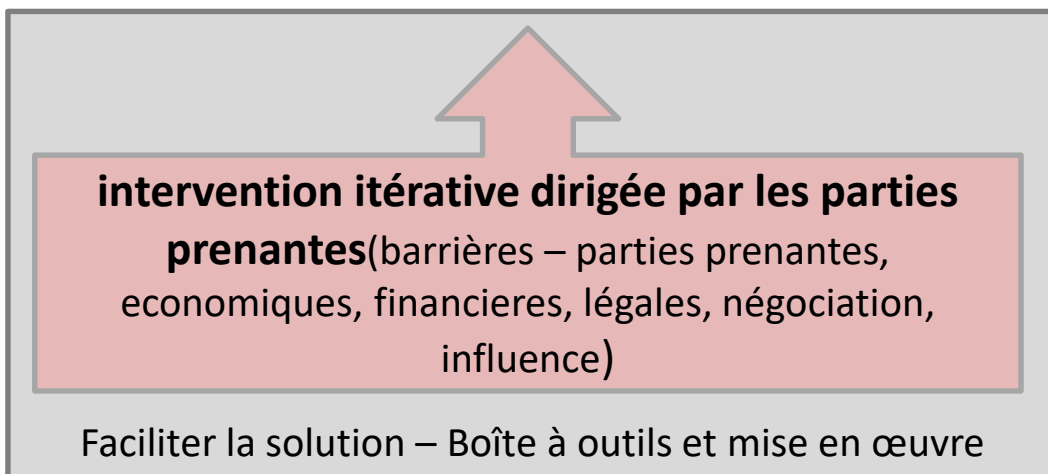 intervention itérative dirigée par les parties
prenantes(barrières – parties prenantes,
economiques, financieres, légales, négociation,
influence)
Faciliter la solution – Boîte à outils et mise en œuvre